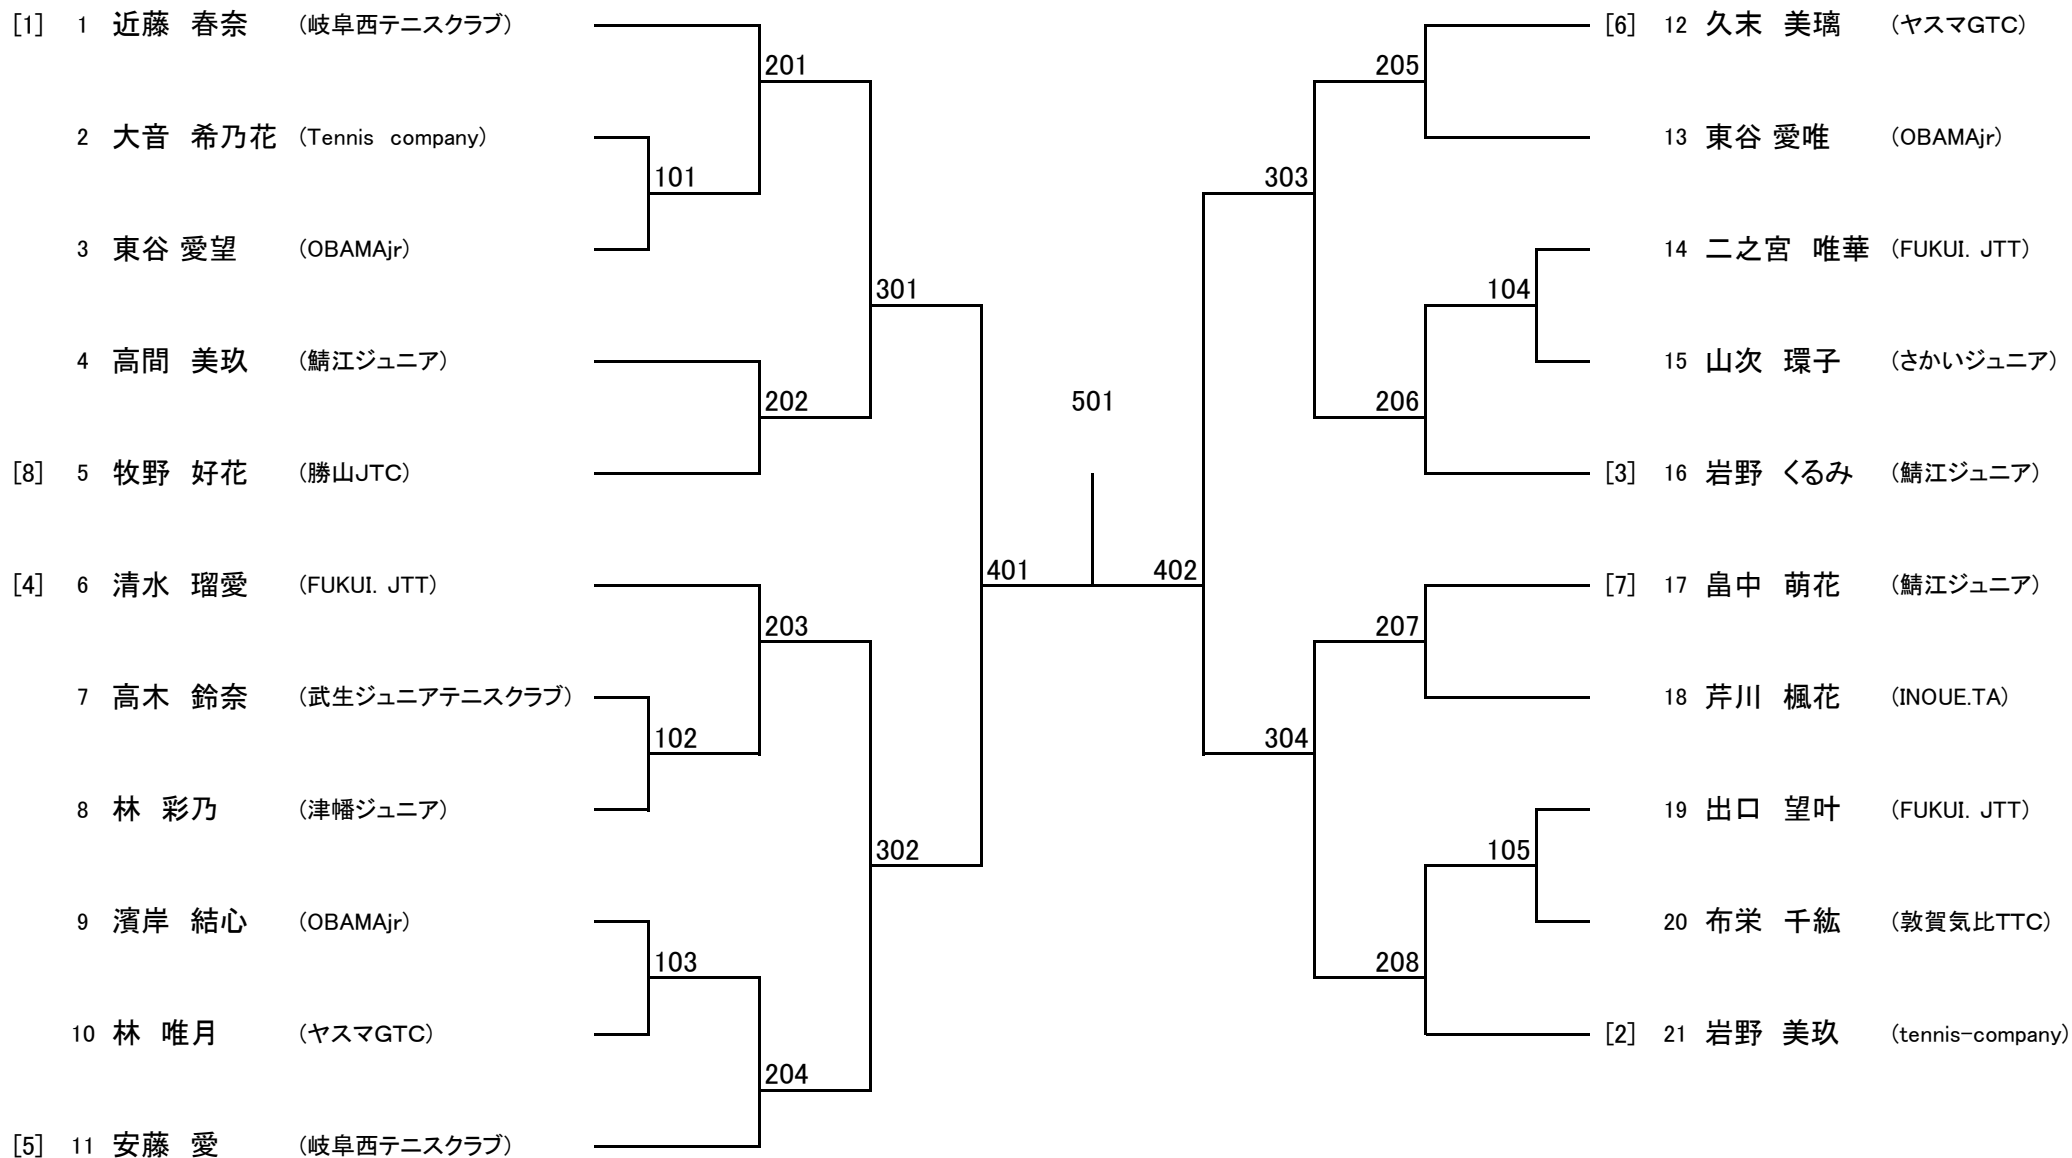 [1] 1 近藤 春奈 (岐阜西テニスクラブ)
201
2 大音 希乃花 (Tennis company)
101
3 東谷 愛望 (OBAMAjr)
301
4 高間 美玖 (鯖江ジュニア)
202
[8] 5 牧野 好花 (勝山JTC)
401
[4] 6 清水 瑠愛 (FUKUI. JTT)
203
7 高木 鈴奈 (武生ジュニアテニスクラブ)
102
8 林 彩乃 (津幡ジュニア)
302
9 濱岸 結心 (OBAMAjr)
103
10 林 唯月 (ヤスマGTC)
204
[5] 11 安藤 愛 (岐阜西テニスクラブ)
501
[6] 12 久末 美璃 (ヤスマGTC)
205
13 東谷 愛唯 (OBAMAjr)
303
14 二之宮 唯華 (FUKUI. JTT)
104
15 山次 環子 (さかいジュニア)
206
[3] 16 岩野 くるみ (鯖江ジュニア)
402
[7] 17 畠中 萌花 (鯖江ジュニア)
207
18 芹川 楓花 (INOUE.TA)
304
19 出口 望叶 (FUKUI. JTT)
105
20 布栄 千紘 (敦賀気比TTC)
208
[2] 21 岩野 美玖 (tennis-company)